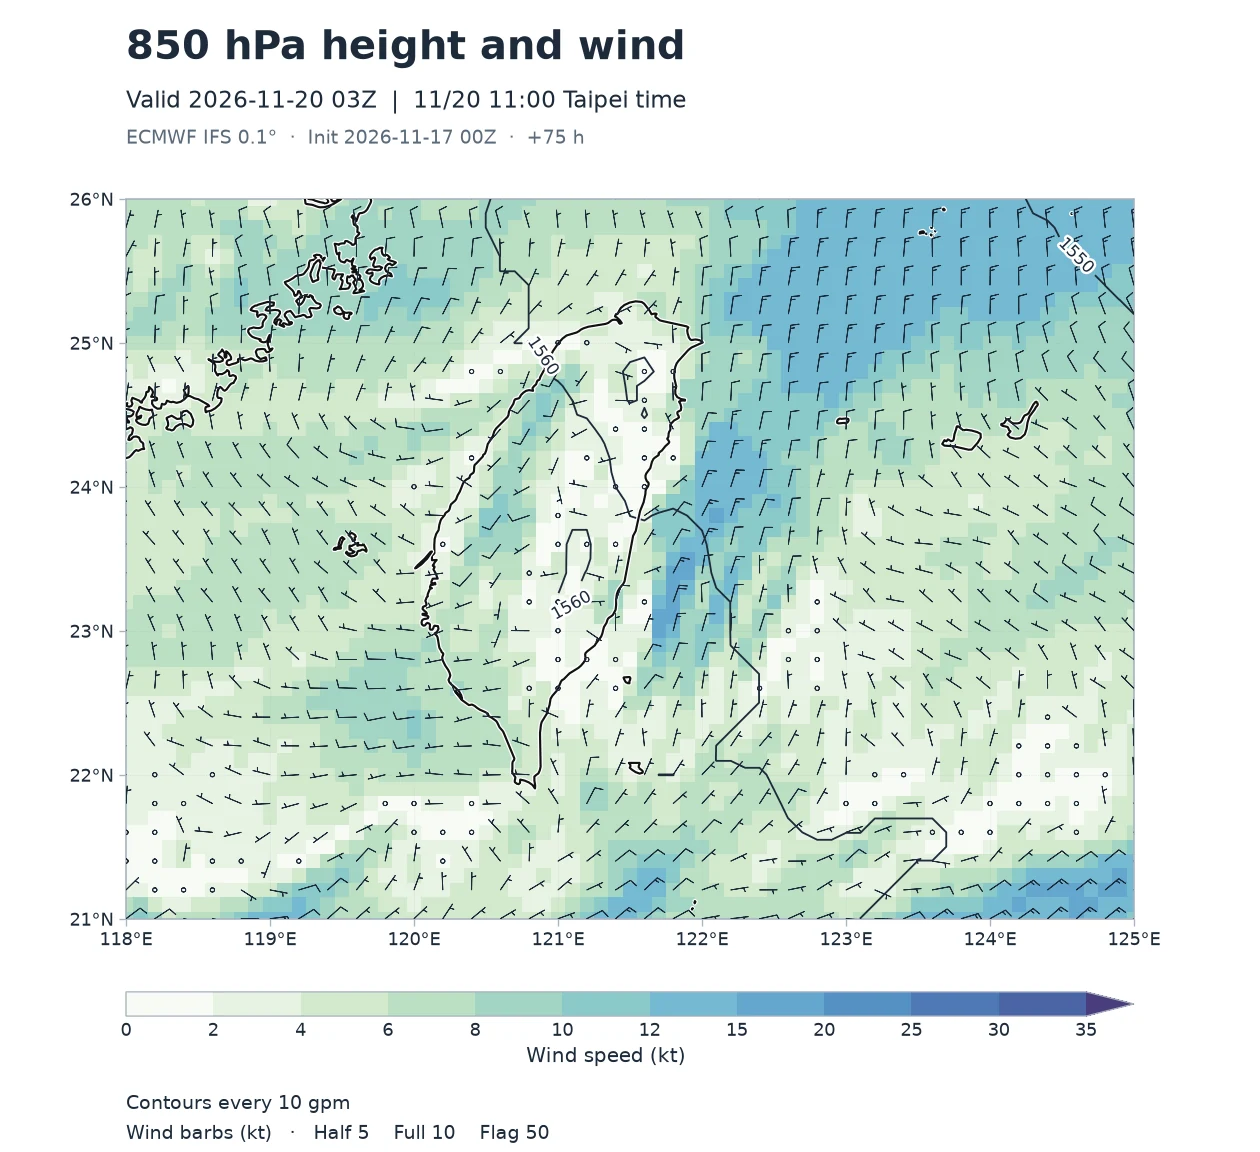 850 hPa height and wind
Valid 2026-11-20 03Z | 11/20 11:00 Taipei time
ECMWF IFS 0.1° · Init 2026-11-17 00Z · +75 h
26°N
1550
25°N
1560
24°N
1560
23°N
22°N
21°N
118°E 119°E 120°E 121°E 122°E 123°E 124°E 125°E
0 2 4 6 8 10 12 15 20 25 30 35
Wind speed (kt)
Contours every 10 gpm
Wind barbs (kt) · Half 5 Full 10 Flag 50